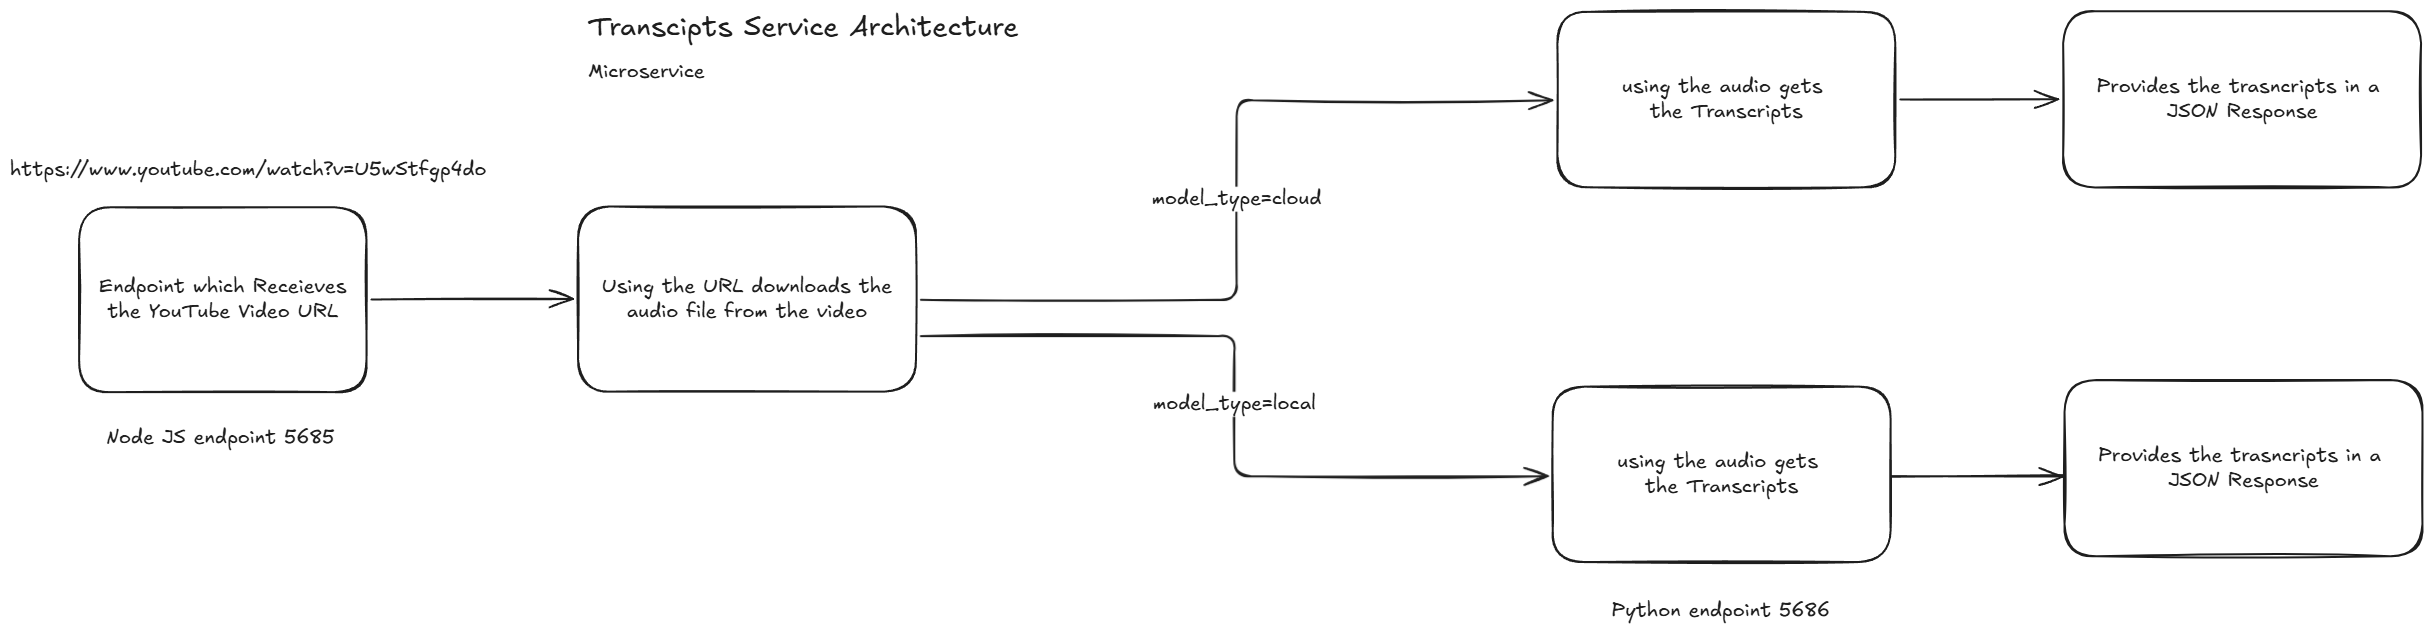 Transcipts Service Architecture
Microservice
https://www.youtube.com/watch?v=U5wStfgp4do
Endpoint which Receieves
the YouTube Video URL
Node JS endpoint 5685
Using the URL downloads the
audio file from the video
model_type=cloud
using the audio gets
the Transcripts
Provides the trasncripts in a
JSON Response
model_type=local
using the audio gets
the Transcripts
Python endpoint 5686
Provides the trasncripts in a
JSON Response